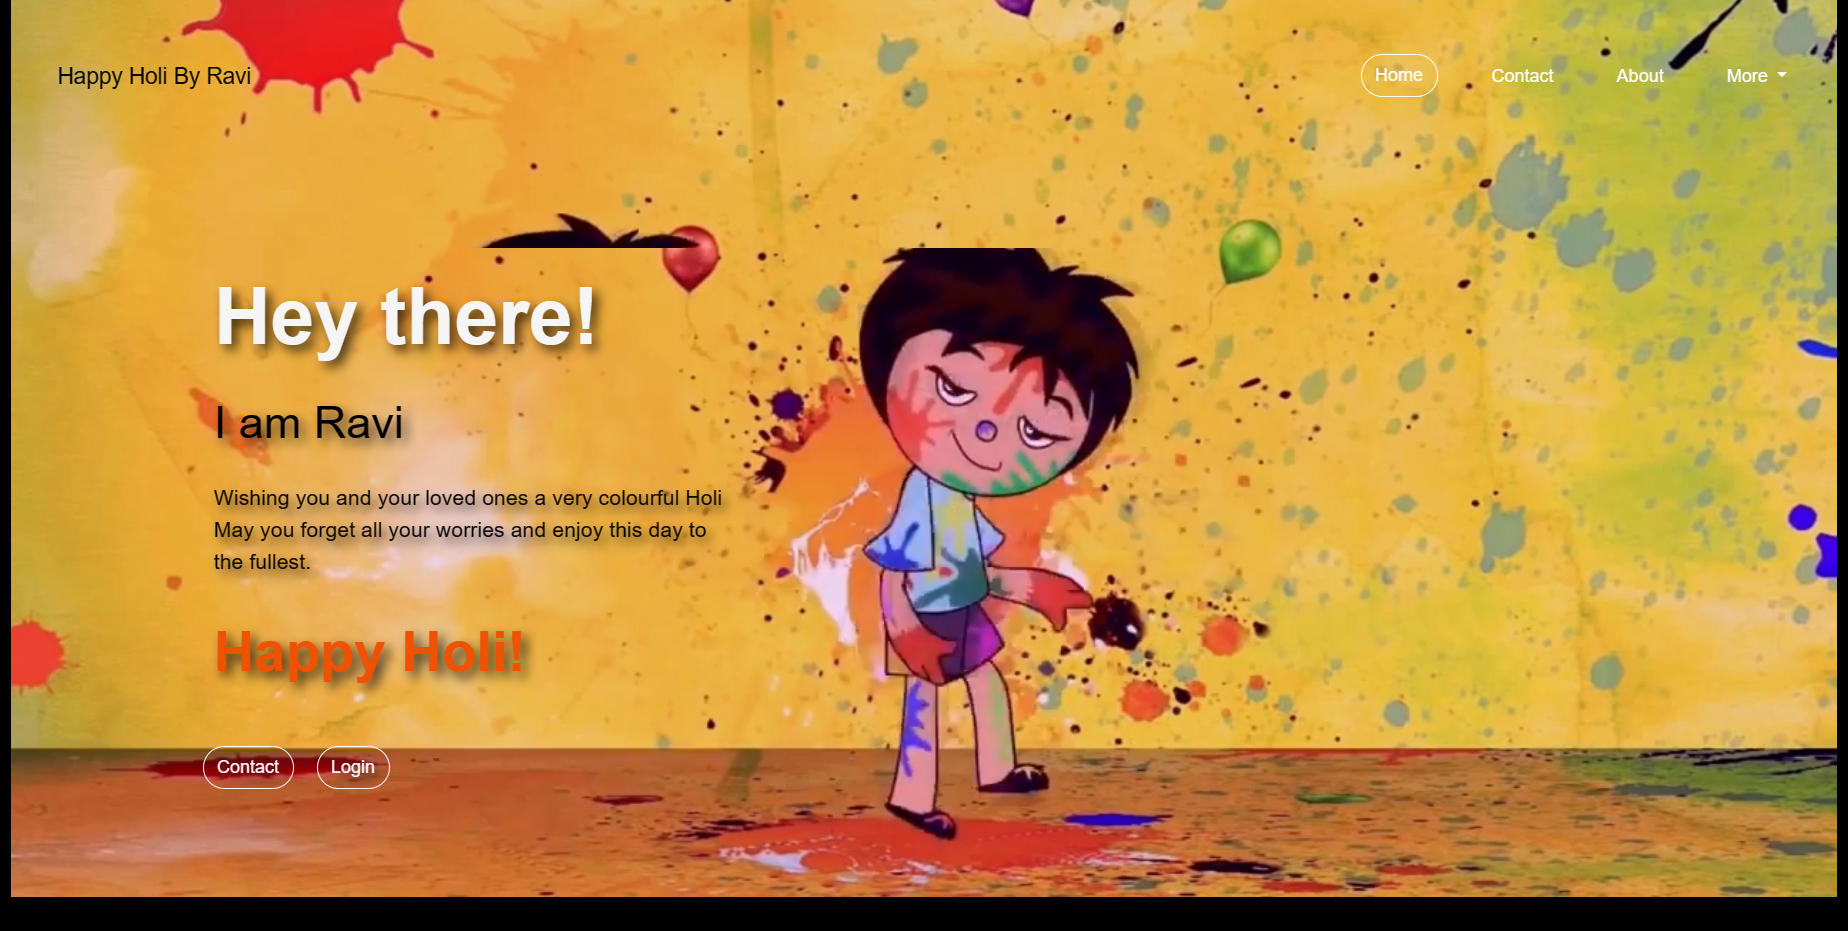 Happy Holi By Ravi
Home Contact About More
Hey there!
I am Ravi
Wishing you and your loved ones a very colourful Holi
May you forget all your worries and enjoy this day to
the fullest.
Happy Holi!
Contact Login